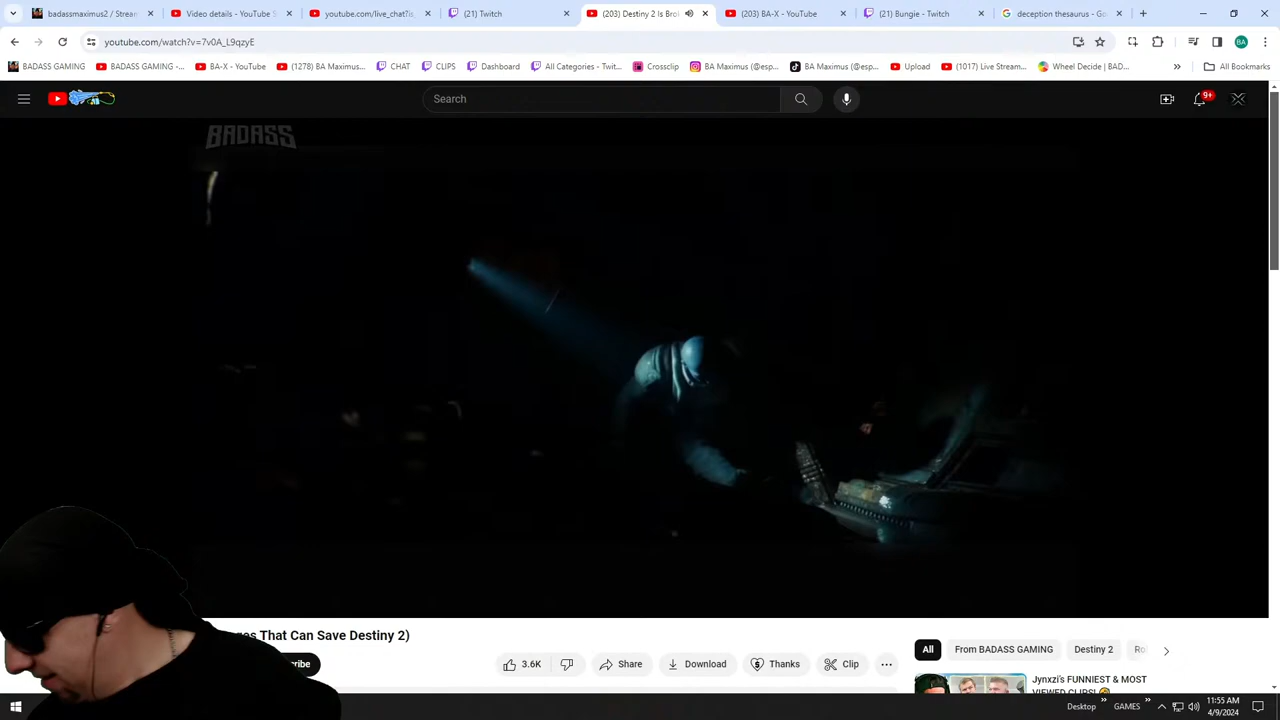 badassmaximus2 / Stream
Video details - YouTube S
youtube.com/live_chat?is_
(21) Twitch
(203) Destiny 2 Is Bro
(203) BA-X - YouTube
(21) Bungie - Twitch
deception thesaurus - Go
youtube.com/watch?v=7v0A_L9qzyE
BA
BADASS GAMING
BADASS GAMING -...
BA-X - YouTube
(1278) BA Maximus...
CHAT
CLIPS
Dashboard
All Categories - Twit...
Crossclip
BA Maximus (@esp...
BA Maximus (@esp...
Upload
(1017) Live Stream...
Wheel Decide | BAD...
All Bookmarks
Search
9+
BADASS
That Can Save Destiny 2)
3.6K
Share
Download
Thanks
Clip
All
From BADASS GAMING
Destiny 2
Ro
Jynxzi's FUNNIEST & MOST
VIEWED CLIPS!
Desktop
GAMES
11:55 AM
4/9/2024